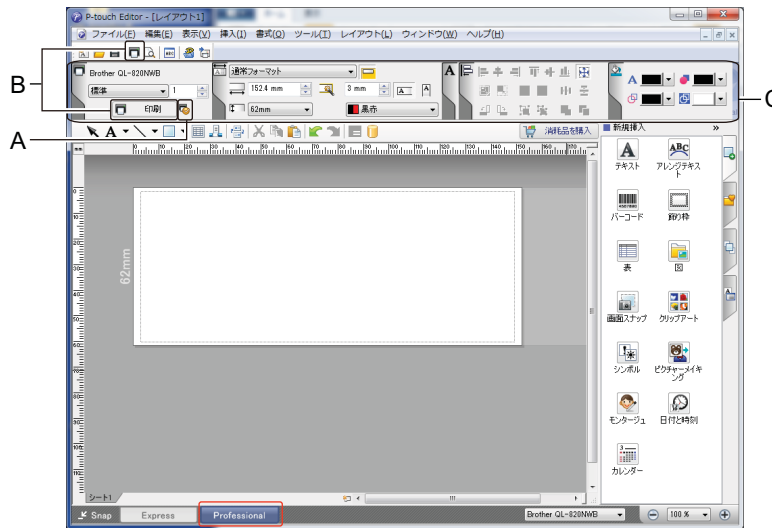 P-touch Editor - [レイアウト1]
ファイル(F) 編集(E) 表示(V) 挿入(I) 書式(O) ツール(T) レイアウト(L) ウィンドウ(W) ヘルプ(H)
B
Brother QL-820NWB
標準 1
印刷
通常フォーマット
152.4 mm 3 mm
62mm 黒赤
C
A
消耗品を購入
新規挿入
テキスト アレンジテキスト
バーコード 飾り枠
表 図
画面スナップ クリップアート
シンボル ピクチャーメイキング
モンタージュ 日付と時刻
カレンダー
62mm
シート1
Snap Express Professional Brother QL-820NWB 100 %